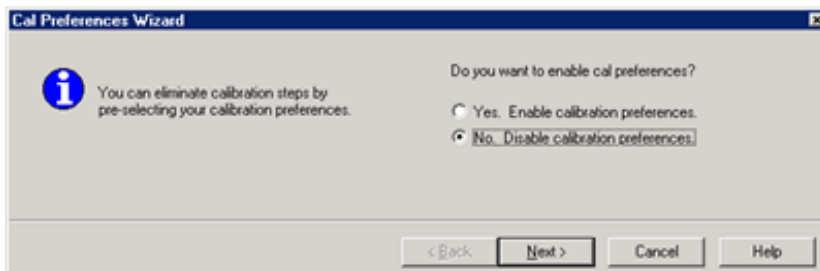 Cal Preferences Wizard
You can eliminate calibration steps by
pre-selecting your calibration preferences.
Do you want to enable cal preferences?
Yes. Enable calibration preferences.
No. Disable calibration preferences.
< Back
Next >
Cancel
Help